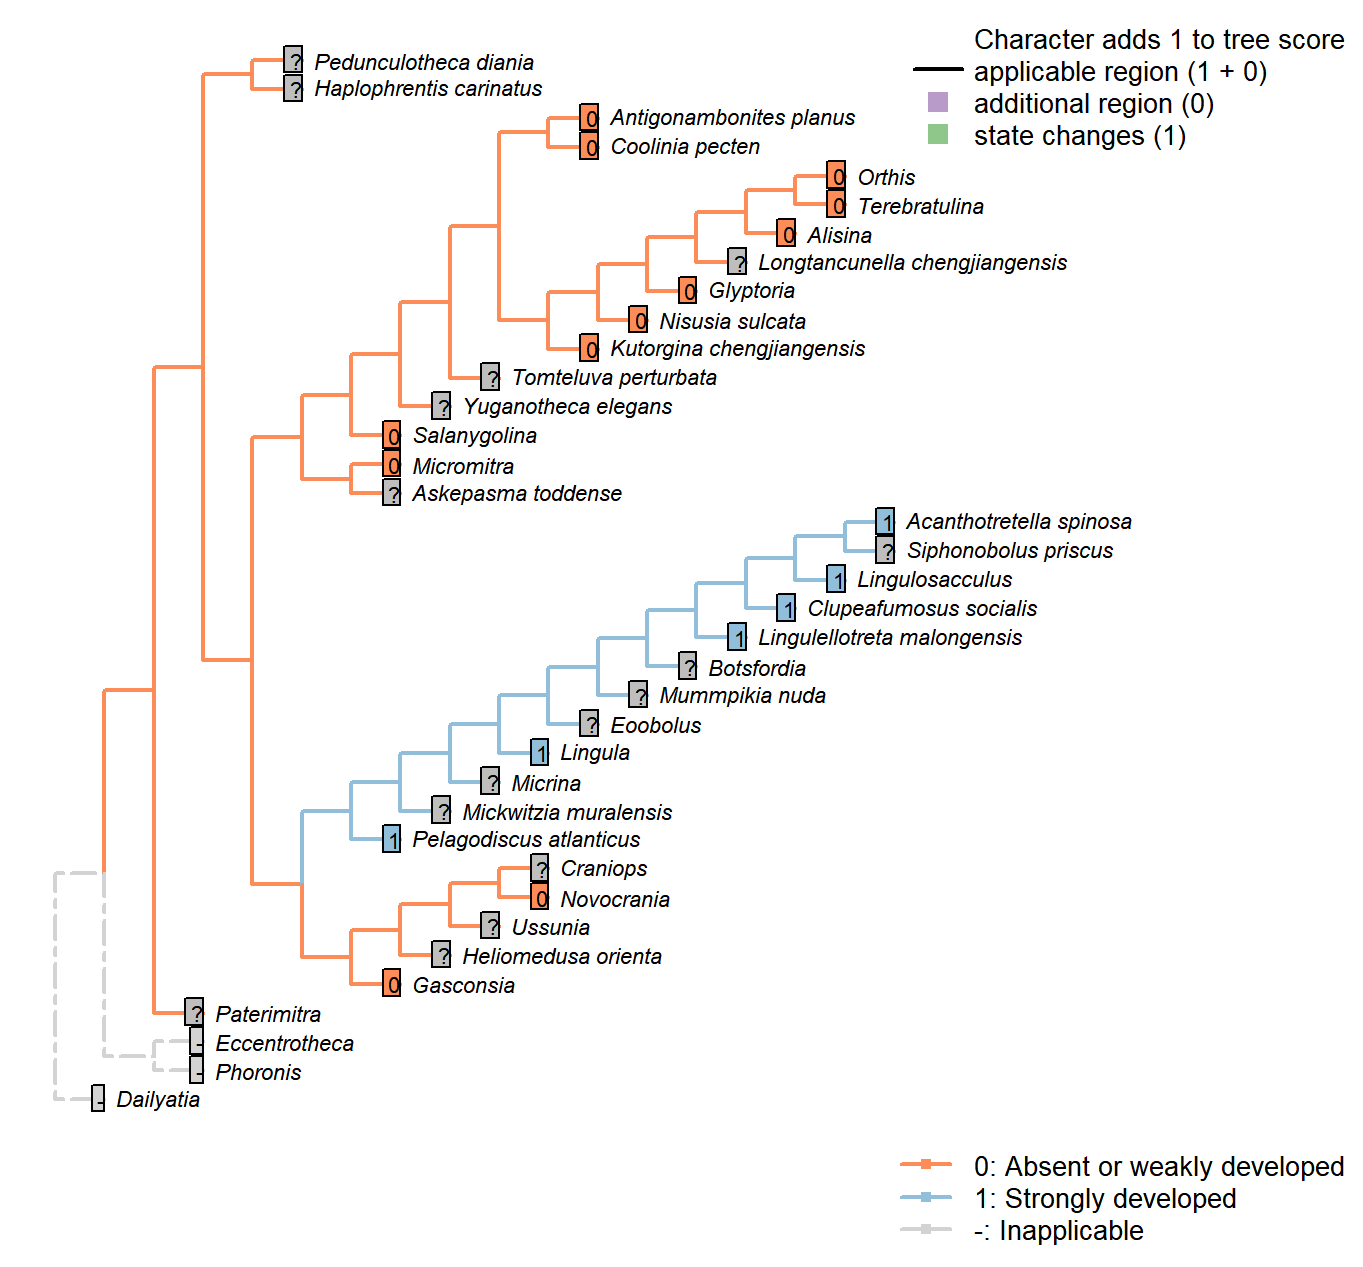 Character adds 1 to tree score
applicable region (1 + 0)
additional region (0)
state changes (1)
? Pedunculotheca diania
? Haplophrentis carinatus
0 Antigonambonites planus
0 Coolinia pecten
0 Orthis
0 Terebratulina
0 Alisina
? Longtancunella chengjiangensis
0 Glyptoria
0 Nisusia sulcata
0 Kutorgina chengjiangensis
? Tomteluva perturbata
? Yuganotheca elegans
0 Salanygolina
0 Micromitra
? Askepasma toddense
1 Acanthotretella spinosa
? Siphonobolus priscus
1 Lingulosacculus
1 Clupeafumosus socialis
1 Lingulellotreta malongensis
? Botsfordia
? Mummpikia nuda
? Eoobolus
1 Lingula
? Micrina
? Mickwitzia muralensis
1 Pelagodiscus atlanticus
? Craniops
0 Novocrania
? Ussunia
? Heliomedusa orienta
0 Gasconsia
? Paterimitra
- Eccentrotheca
- Phoronis
- Dailyatia
0: Absent or weakly developed
1: Strongly developed
-: Inapplicable